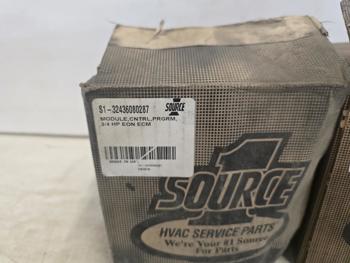 S1-32436080287
SOURCE
MODULE,CNTRL,PRGRM,
3/4 HP EON ECM
1
SOURCE
HVAC SERVICE PARTS
We're Your #1 Source
For Parts